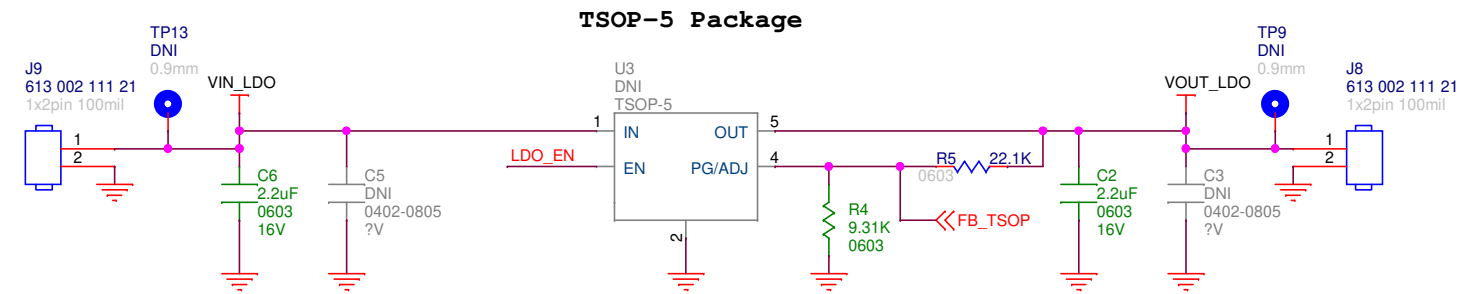 TSOP-5 Package
TP13
DNI
0.9mm
J9
613 002 111 21
1x2pin 100mil
VIN_LDO
1
2
C6
2.2uF
0603
16V
C5
DNI
0402-0805
?V
U3
DNI
TSOP-5
1
IN
OUT
5
LDO_EN
EN
PG/ADJ
4
2
R5
22.1K
0603
R4
9.31K
0603
FB_TSOP
C2
2.2uF
0603
16V
VOUT_LDO
C3
DNI
0402-0805
?V
TP9
DNI
0.9mm
J8
613 002 111 21
1x2pin 100mil
1
2